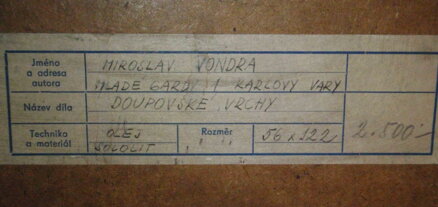 Jméno a adresa autora MIROSLAV VONDRA
MLADÉ GARDY 1 KARLOVY VARY
Název díla DOUPOVSKÉ VRCHY
Technika a materiál OLEJ SOLOLIT Rozměr 56 x 122 2.500,-